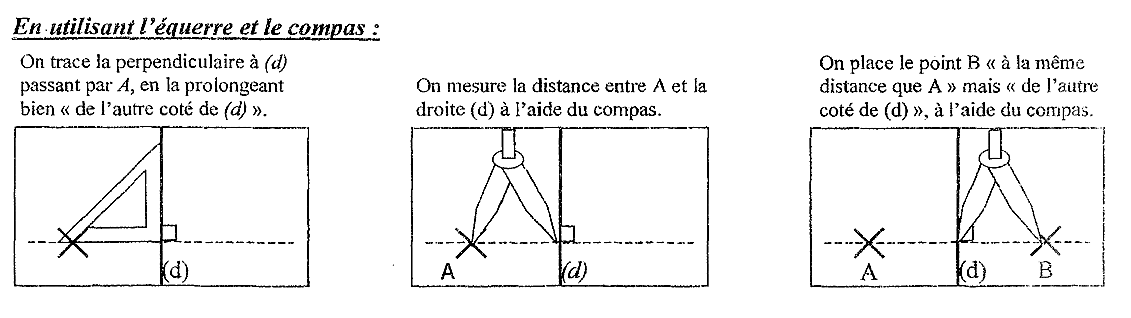 En utilisant l'équerre et le compas :
On trace la perpendiculaire à (d)
passant par A, en la prolongeant
bien « de l'autre coté de (d) ».
(d)
On mesure la distance entre A et la
droite (d) à l'aide du compas.
A
(d)
On place le point B « à la même
distance que A » mais « de l'autre
coté de (d) », à l'aide du compas.
A
(d)
B